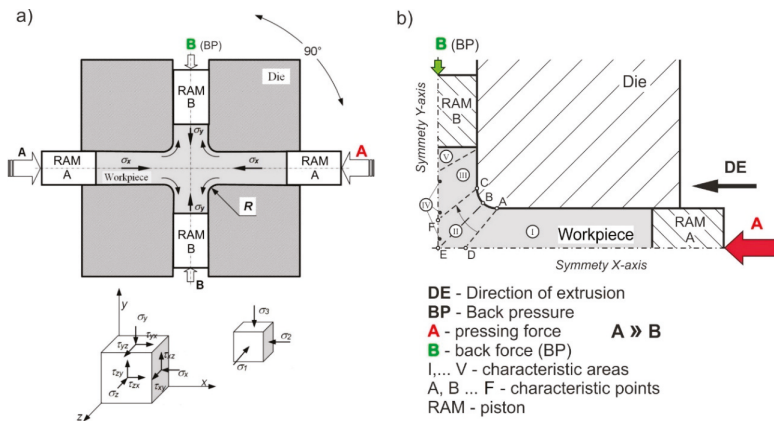 a)
B (BP)
90°
Die
RAM
B
σy
A
RAM
A
σx
Workpiece
σx
RAM
A
A
σy
R
RAM
B
B
y
σy
τyx
τyz
τxz
τzy
τzx
σx
τxy
σz
x
z
σ3
σ2
σ1
b)
B (BP)
Symmety Y-axis
RAM
B
Die
V
III
IV
C
B
A
F
II
I
E
D
Workpiece
RAM
A
DE
A
Symmety X-axis
DE - Direction of extrusion
BP - Back pressure
A - pressing force A » B
B - back force (BP)
I,... V - characteristic areas
A, B ... F - characteristic points
RAM - piston